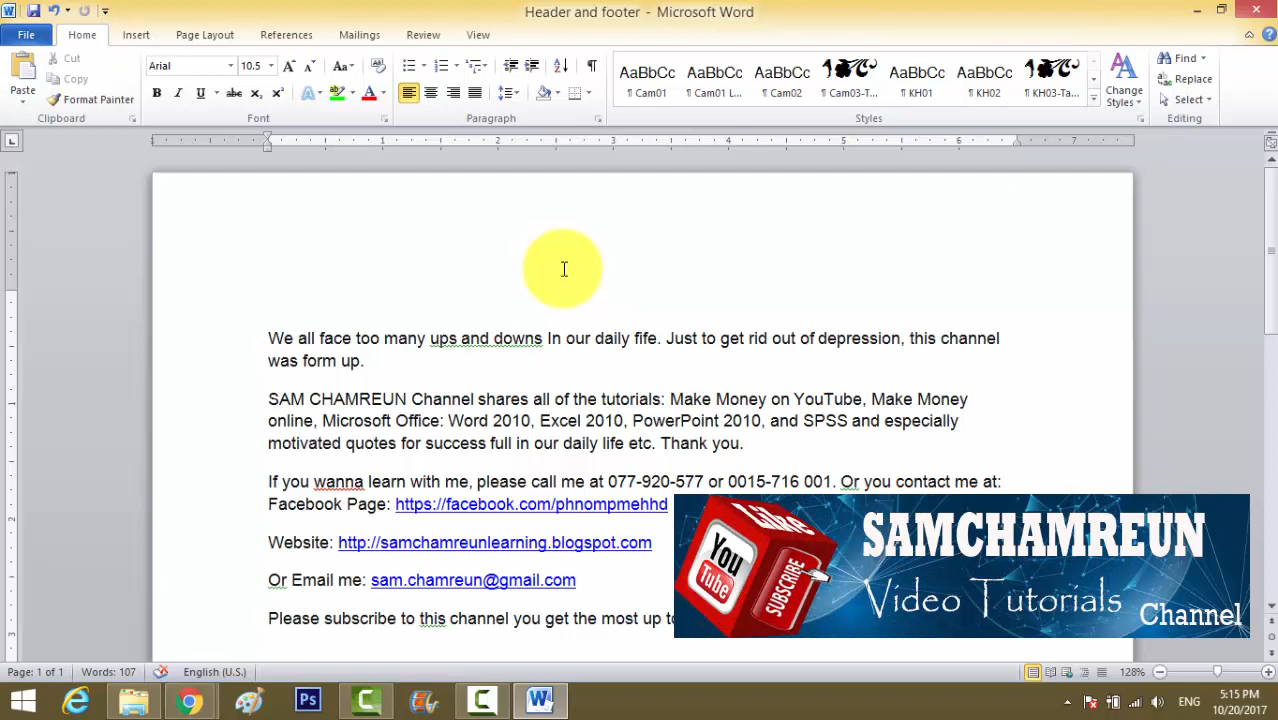 Header and footer - Microsoft Word
File Home Insert Page Layout References Mailings Review View
Paste
Cut
Copy
Format Painter
Clipboard
Arial 10.5
Font
Paragraph
AaBbCc AaBbCc AaBbCc AaBbCc AaBbCc
¶ Cam01 ¶ Cam01 L... ¶ Cam02 ¶ Cam03-T... ¶ KH01 ¶ KH02 ¶ KH03-Ta...
Styles
Change
Styles
Find
Replace
Select
Editing
1 2 3 4 5 6 7
We all face too many ups and downs In our daily fife. Just to get rid out of depression, this channel
was form up.
SAM CHAMREUN Channel shares all of the tutorials: Make Money on YouTube, Make Money
online, Microsoft Office: Word 2010, Excel 2010, PowerPoint 2010, and SPSS and especially
motivated quotes for success full in our daily life etc. Thank you.
If you wanna learn with me, please call me at 077-920-577 or 0015-716 001. Or you contact me at:
Facebook Page: https://facebook.com/phnompmehhd
Website: http://samchamreunlearning.blogspot.com
Or Email me: sam.chamreun@gmail.com
Please subscribe to this channel you get the most up to
Like
You
Tube
SUBSCRIBE
SAMCHAMREUN
Video Tutorials
Channel
Page: 1 of 1 Words: 107 English (U.S.) 128%
Ps
ENG
5:15 PM
10/20/2017